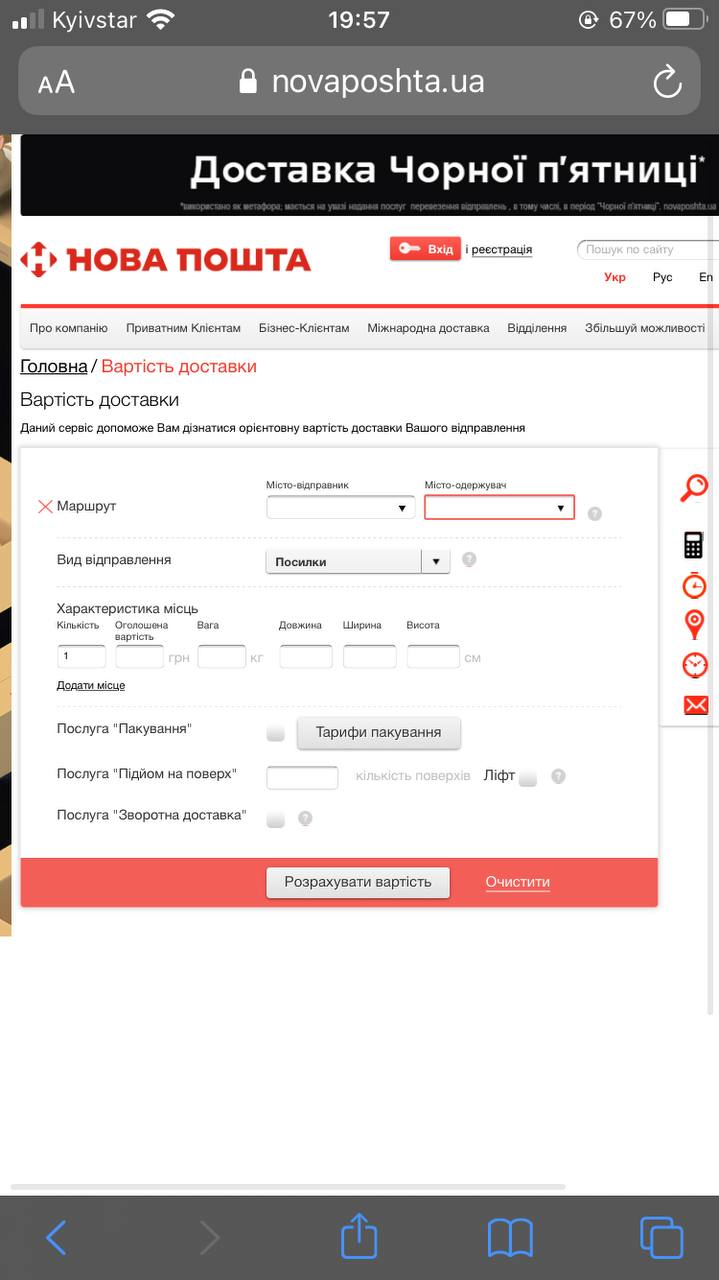 Kyivstar 19:57 67%
AA novaposhta.ua
Доставка Чорної п'ятниці*
*використано як метафора; мається на увазі надання послуг перевезення відправлень , в тому числі, в період "Чорної п'ятниці". novaposhta.ua
НОВА ПОШТА Вхід і реєстрація Пошук по сайту
Укр Рус En
Про компанію Приватним Клієнтам Бізнес-Клієнтам Міжнародна доставка Відділення Збільшуй можливості
Головна / Вартість доставки
Вартість доставки
Даний сервіс допоможе Вам дізнатися орієнтовну вартість доставки Вашого відправлення
Місто-відправник Місто-одержувач
Маршрут ?
Вид відправлення Посилки ?
Характеристика місць
Кількість Оголошена вартість Вага Довжина Ширина Висота
1 грн кг см
Додати місце
Послуга "Пакування" Тарифи пакування
Послуга "Підйом на поверх" кількість поверхів Ліфт ?
Послуга "Зворотна доставка" ?
Розрахувати вартість Очистити